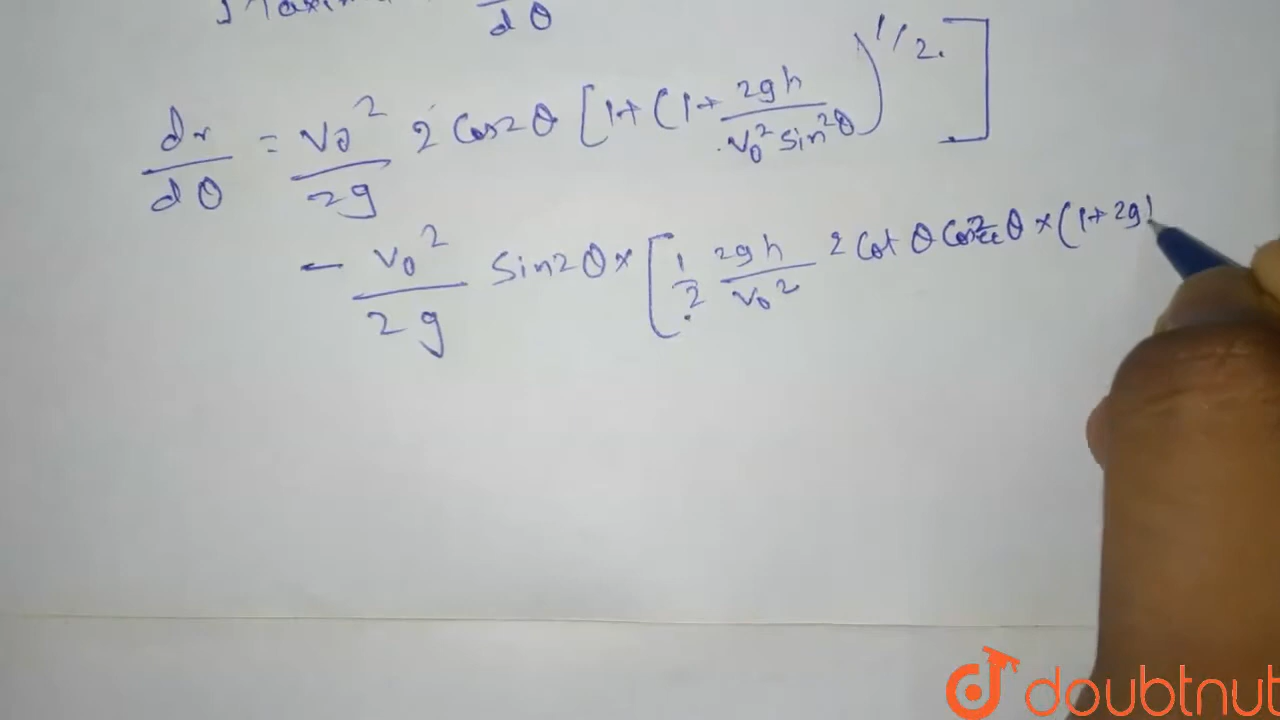 dθ
dr/dθ = v₀²/2g 2 Cos2θ [1+(1+ 2gh/v₀² sin²θ)^1/2.]
- v₀²/2g Sin2θ × [1/2 2gh/v₀² 2 Cot θ Cosec²θ × (1+ 2g
doubtnut